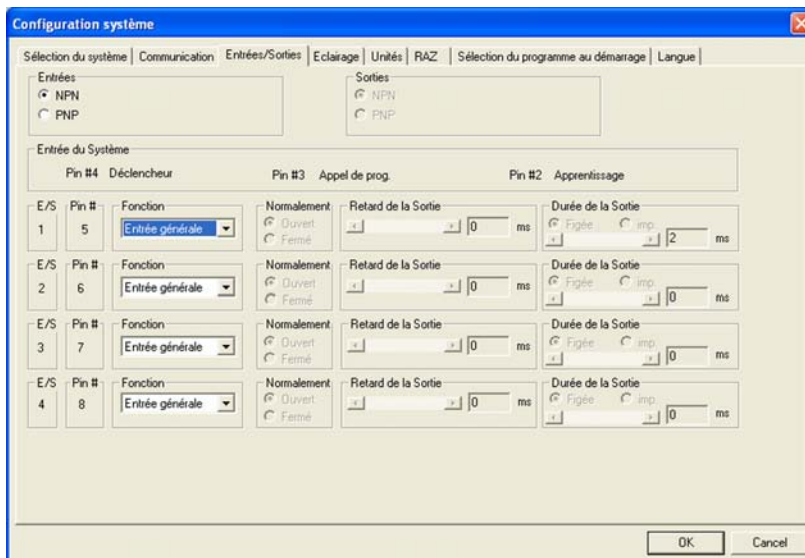 Configuration système
Sélection du système Communication Entrées/Sorties Eclairage Unités RAZ Sélection du programme au démarrage Langue
Entrées Sorties
NPN NPN
PNP PNP
Entrée du Système
Pin #4 Déclencheur Pin #3 Appel de prog. Pin #2 Apprentissage
E/S Pin # Fonction Normalement Retard de la Sortie Durée de la Sortie
1 5 Entrée générale Ouvert Fermé 0 ms Figée imp. 2 ms
E/S Pin # Fonction Normalement Retard de la Sortie Durée de la Sortie
2 6 Entrée générale Ouvert Fermé 0 ms Figée imp. 0 ms
E/S Pin # Fonction Normalement Retard de la Sortie Durée de la Sortie
3 7 Entrée générale Ouvert Fermé 0 ms Figée imp. 0 ms
E/S Pin # Fonction Normalement Retard de la Sortie Durée de la Sortie
4 8 Entrée générale Ouvert Fermé 0 ms Figée imp. 0 ms
OK Cancel